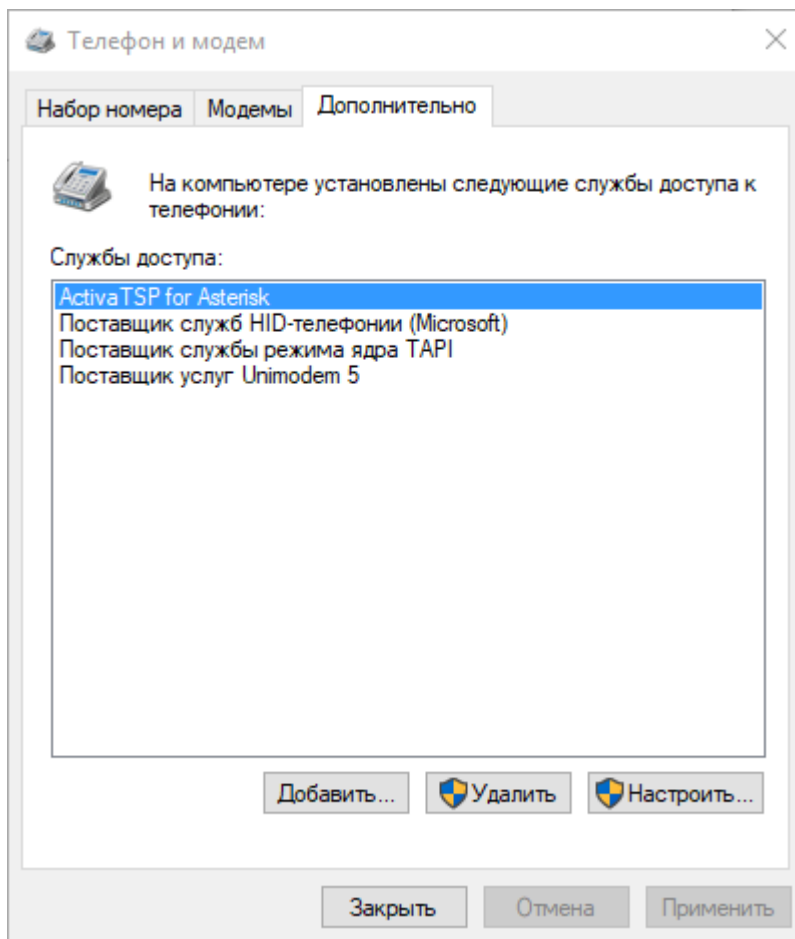 Телефон и модем
Набор номера Модемы Дополнительно
На компьютере установлены следующие службы доступа к
телефонии:
Службы доступа:
ActivaTSP for Asterisk
Поставщик служб HID-телефонии (Microsoft)
Поставщик службы режима ядра TAPI
Поставщик услуг Unimodem 5
Добавить... Удалить Настроить...
Закрыть Отмена Применить